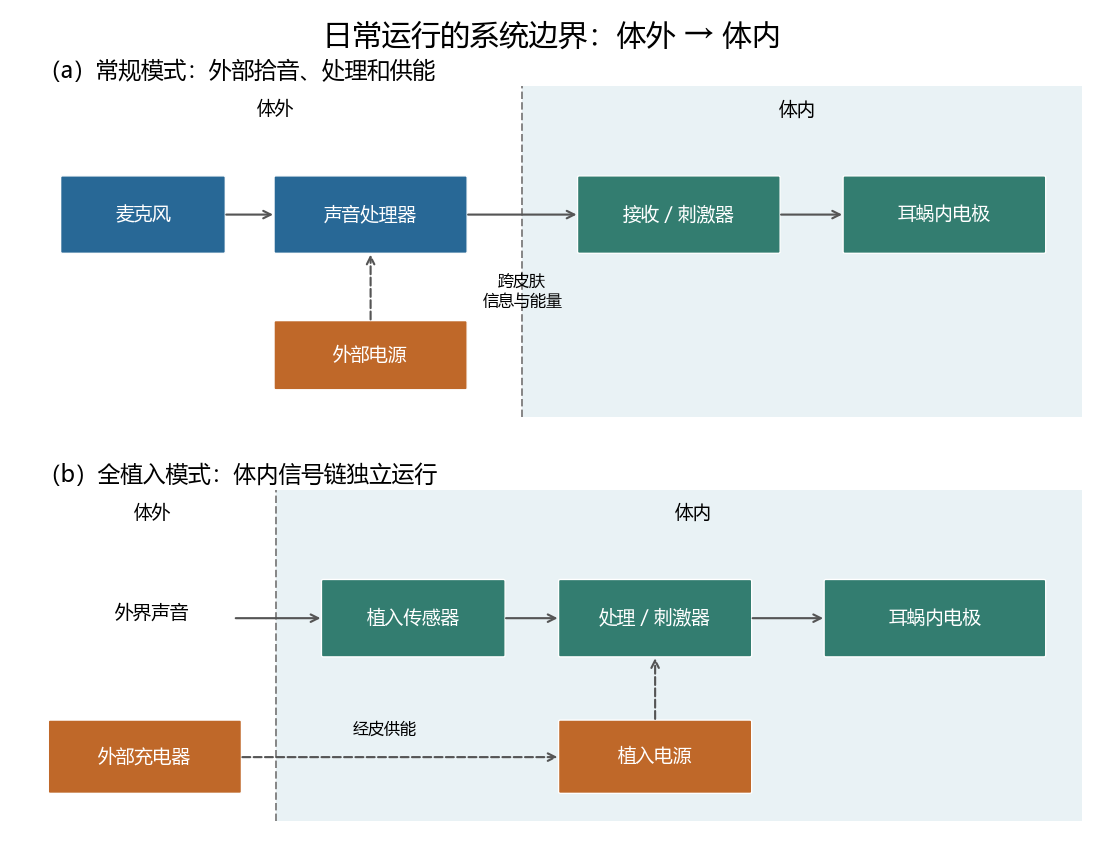 日常运行的系统边界：体外 → 体内
(a) 常规模式：外部拾音、处理和供能
体外
体内
麦克风
声音处理器
接收 / 刺激器
耳蜗内电极
跨皮肤
信息与能量
外部电源
(b) 全植入模式：体内信号链独立运行
体外
体内
外界声音
植入传感器
处理 / 刺激器
耳蜗内电极
经皮供能
外部充电器
植入电源